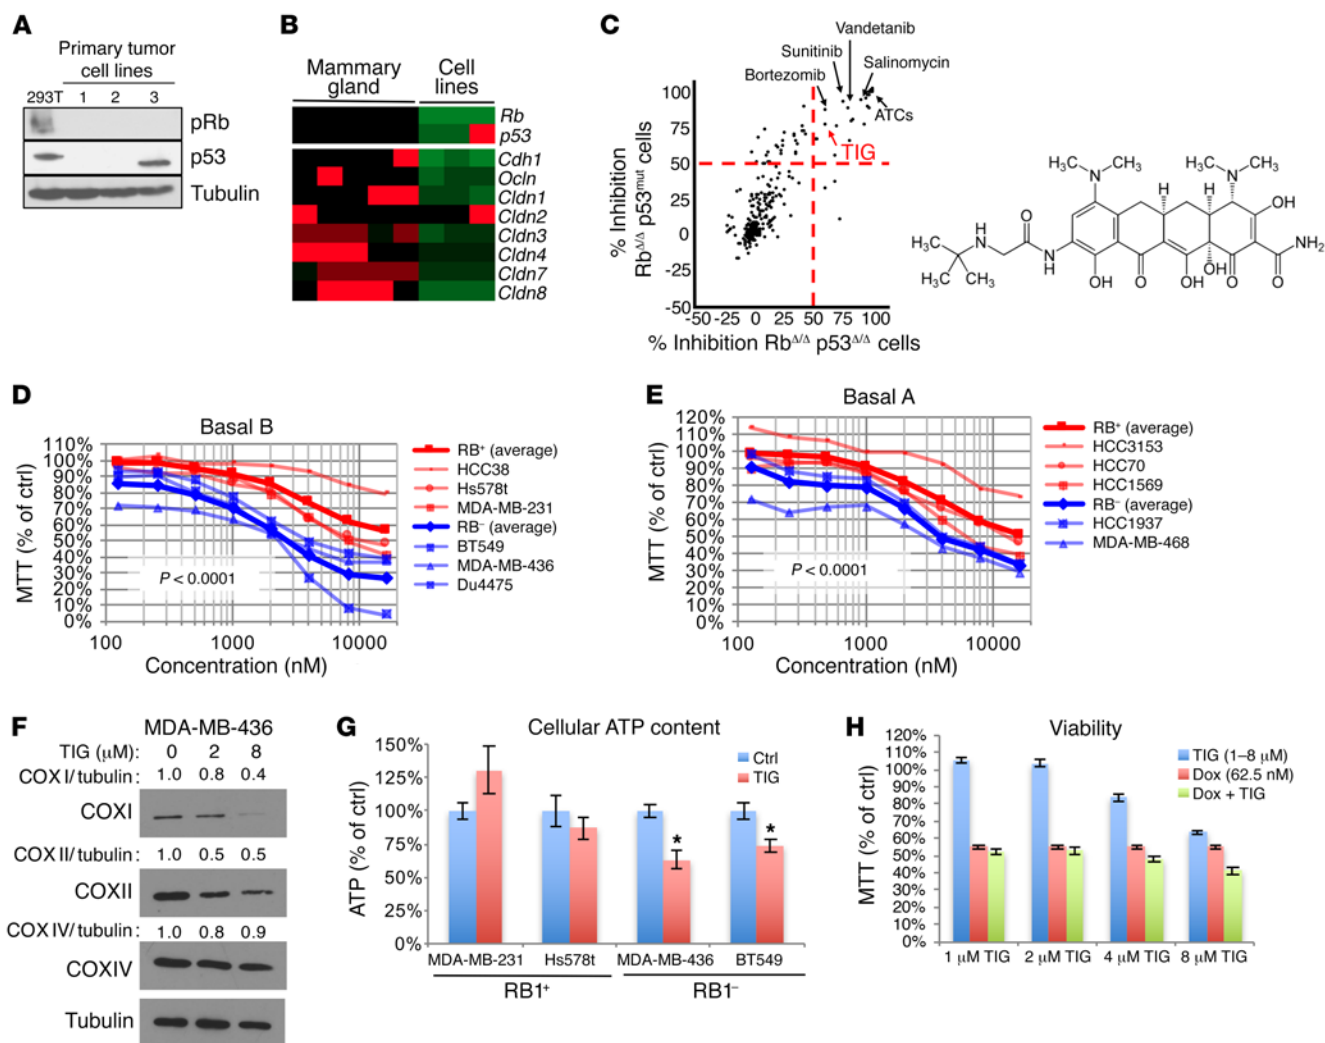 A
Primary tumor
cell lines
293T 1 2 3
pRb
p53
Tubulin
B
Mammary
gland
Cell
lines
Rb
p53
Cdh1
Ocln
Cldn1
Cldn2
Cldn3
Cldn4
Cldn7
Cldn8
C
Vandetanib
Sunitinib
Salinomycin
Bortezomib
ATCs
TIG
100
75
50
25
0
-25
-50
% Inhibition
Rb^Δ/Δ p53^mut cells
-50 -25 0 25 50 75 100
% Inhibition Rb^Δ/Δ p53^Δ/Δ cells
H₃C N CH₃ H₃C N CH₃
H H OH
H₃C H N O
H₃C CH₃ N H
OH O OH OH O O NH₂
D
Basal B
110%
100%
90%
80%
70%
60%
50%
40%
30%
20%
10%
0%
MTT (% of ctrl)
P < 0.0001
100 1000 10000
Concentration (nM)
RB⁺ (average)
HCC38
Hs578t
MDA-MB-231
RB⁻ (average)
BT549
MDA-MB-436
Du4475
E
Basal A
120%
110%
100%
90%
80%
70%
60%
50%
40%
30%
20%
10%
0%
MTT (% of ctrl)
P < 0.0001
100 1000 10000
Concentration (nM)
RB⁺ (average)
HCC3153
HCC70
HCC1569
RB⁻ (average)
HCC1937
MDA-MB-468
F
MDA-MB-436
TIG (μM): 0 2 8
COX I/tubulin: 1.0 0.8 0.4
COXI
COX II/tubulin: 1.0 0.5 0.5
COXII
COX IV/tubulin: 1.0 0.8 0.9
COXIV
Tubulin
G
Cellular ATP content
150%
125%
100%
75%
50%
25%
0%
ATP (% of ctrl)
Ctrl
TIG
* *
MDA-MB-231 Hs578t MDA-MB-436 BT549
RB1⁺ RB1⁻
H
Viability
120%
110%
100%
90%
80%
70%
60%
50%
40%
30%
20%
10%
0%
MTT (% of ctrl)
TIG (1–8 μM)
Dox (62.5 nM)
Dox + TIG
1 μM TIG 2 μM TIG 4 μM TIG 8 μM TIG